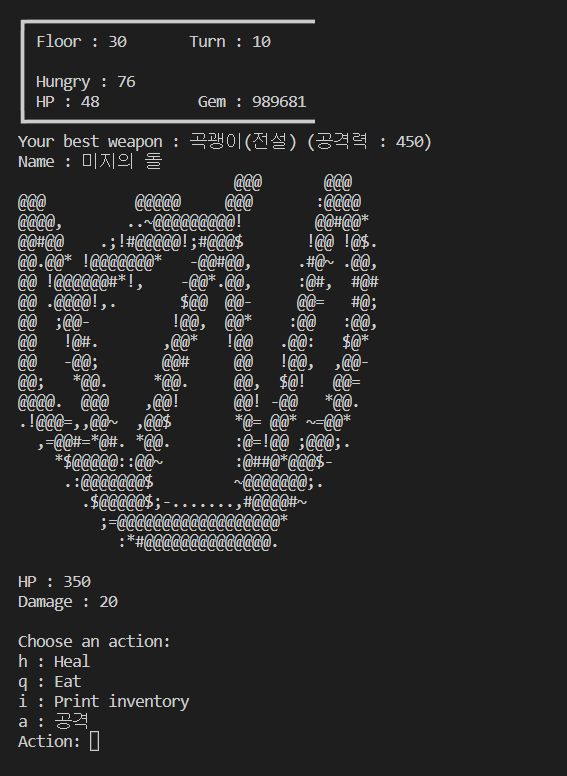 Floor : 30 Turn : 10
Hungry : 76
HP : 48 Gem : 989681
Your best weapon : 곡괭이(전설) (공격력 : 450)
Name : 미지의 돌
HP : 350
Damage : 20
Choose an action:
h : Heal
q : Eat
i : Print inventory
a : 공격
Action: